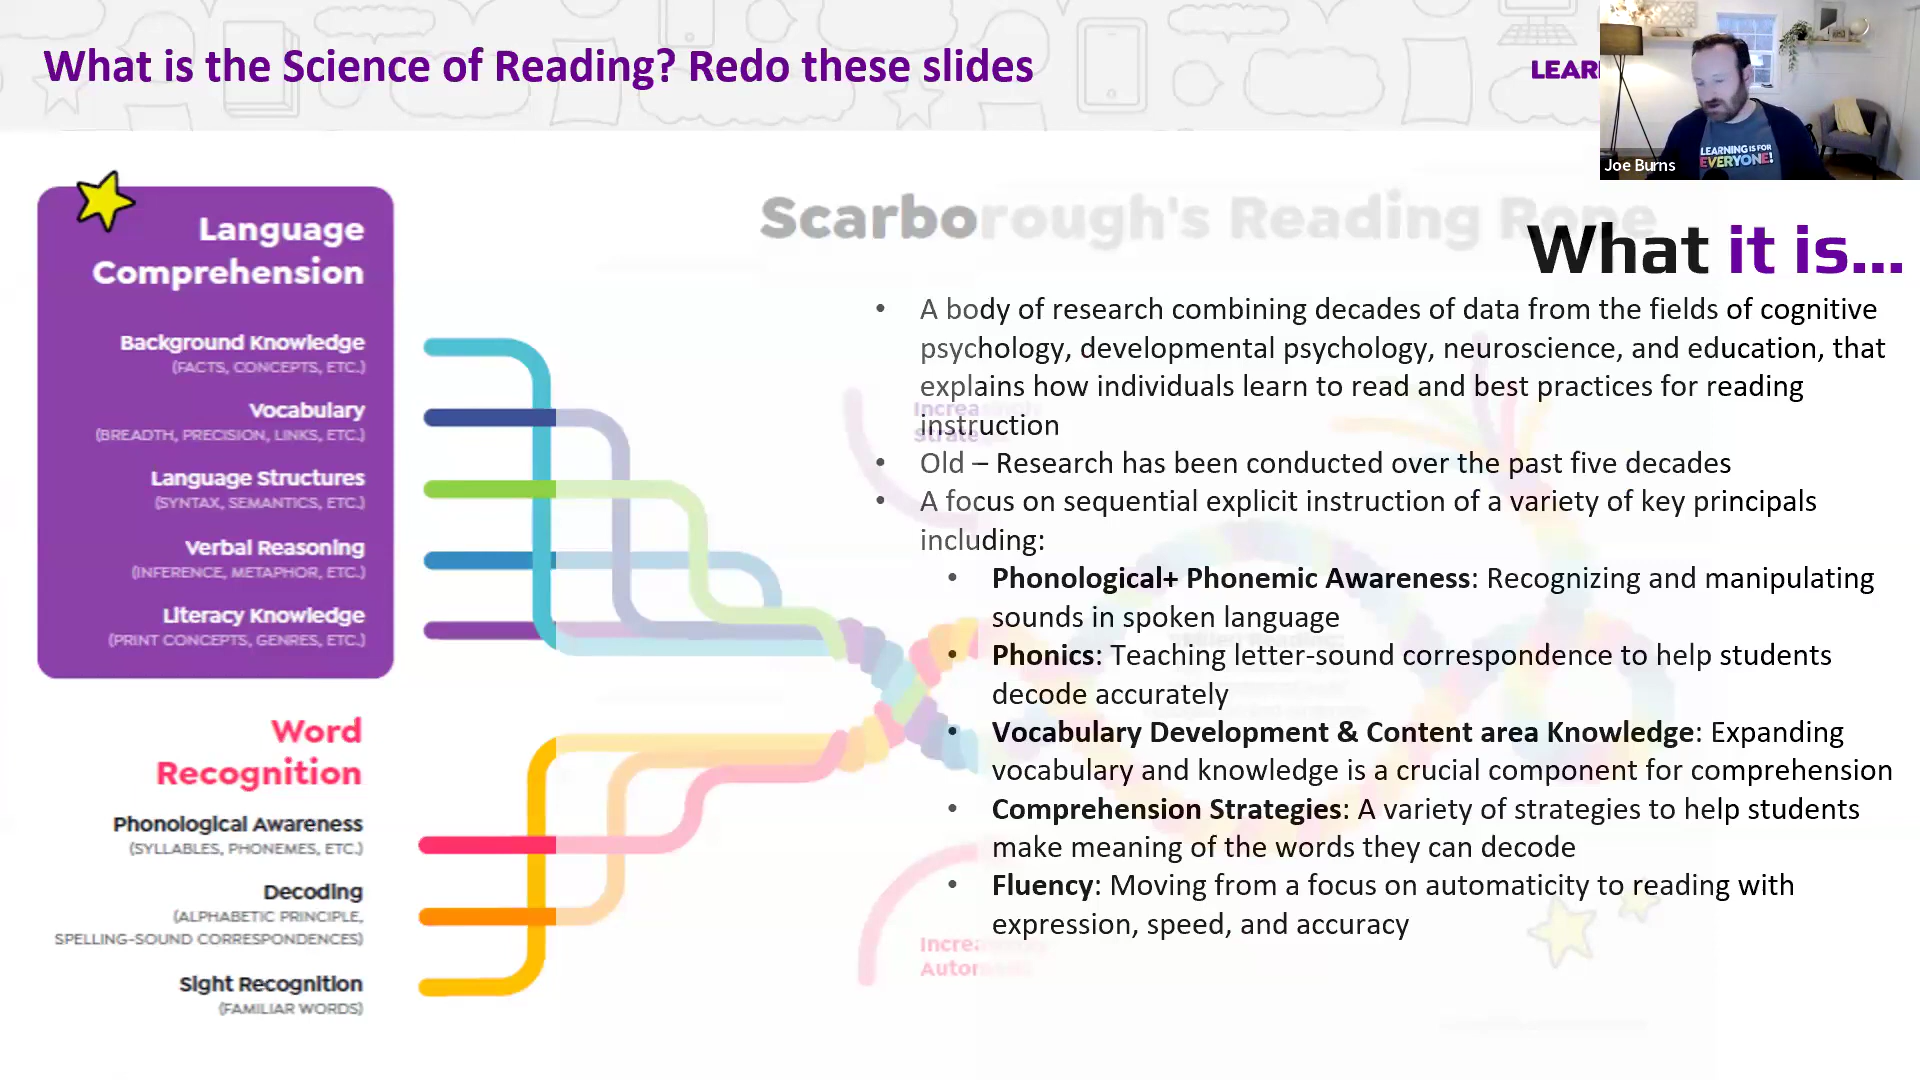 What is the Science of Reading? Redo these slides
LEAR
LEARNING IS FOR
EVERYONE!
Joe Burns
Scarborough's Reading Rope
What it is...
Language
Comprehension
Background Knowledge
(FACTS, CONCEPTS, ETC.)
Vocabulary
(BREADTH, PRECISION, LINKS, ETC.)
Language Structures
(SYNTAX, SEMANTICS, ETC.)
Verbal Reasoning
(INFERENCE, METAPHOR, ETC.)
Literacy Knowledge
(PRINT CONCEPTS, GENRES, ETC.)
Word
Recognition
Phonological Awareness
(SYLLABLES, PHONEMES, ETC.)
Decoding
(ALPHABETIC PRINCIPLE,
SPELLING-SOUND CORRESPONDENCES)
Sight Recognition
(FAMILIAR WORDS)
• A body of research combining decades of data from the fields of cognitive
psychology, developmental psychology, neuroscience, and education, that
explains how individuals learn to read and best practices for reading
instruction
• Old – Research has been conducted over the past five decades
• A focus on sequential explicit instruction of a variety of key principals
including:
• Phonological+ Phonemic Awareness: Recognizing and manipulating
sounds in spoken language
• Phonics: Teaching letter-sound correspondence to help students
decode accurately
• Vocabulary Development & Content area Knowledge: Expanding
vocabulary and knowledge is a crucial component for comprehension
• Comprehension Strategies: A variety of strategies to help students
make meaning of the words they can decode
• Fluency: Moving from a focus on automaticity to reading with
expression, speed, and accuracy